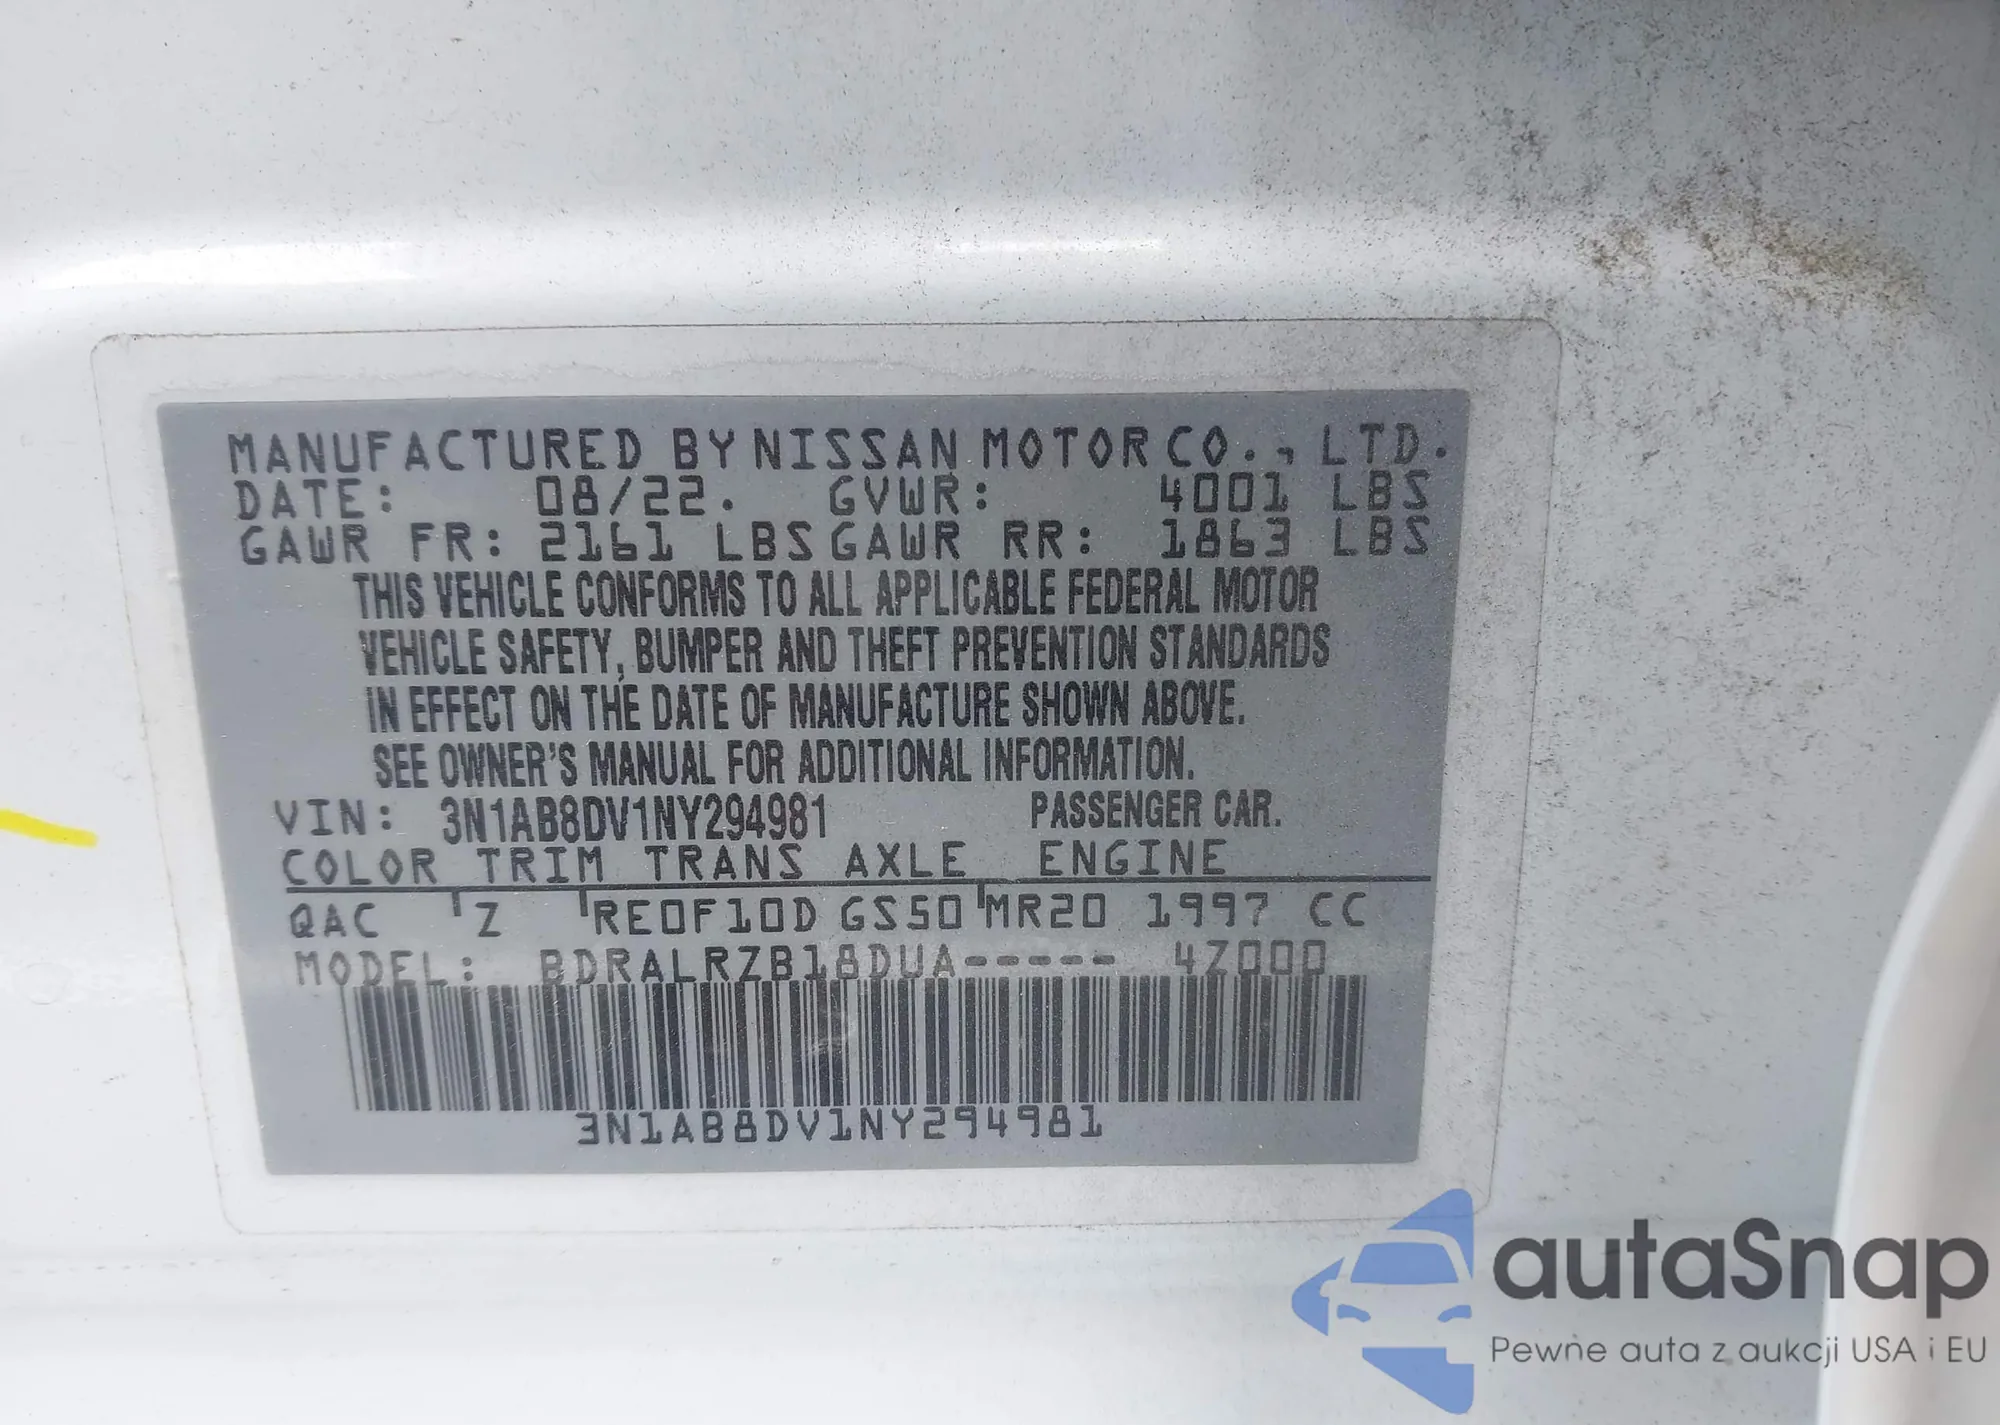 MANUFACTURED BY NISSAN MOTOR CO., LTD.
DATE: 08/22. GVWR: 4001 LBS
GAWR FR: 2161 LBS GAWR RR: 1863 LBS
THIS VEHICLE CONFORMS TO ALL APPLICABLE FEDERAL MOTOR
VEHICLE SAFETY, BUMPER AND THEFT PREVENTION STANDARDS
IN EFFECT ON THE DATE OF MANUFACTURE SHOWN ABOVE.
SEE OWNER'S MANUAL FOR ADDITIONAL INFORMATION.
VIN: 3N1AB8DV1NY294981 PASSENGER CAR.
COLOR TRIM TRANS AXLE ENGINE
QAC Z RE0F10D GS50 MR20 1997 CC
MODEL: BDRALRZB18DUA----- 4Z000
3N1AB8DV1NY294981
autaSnap
Pewne auta z aukcji USA i EU